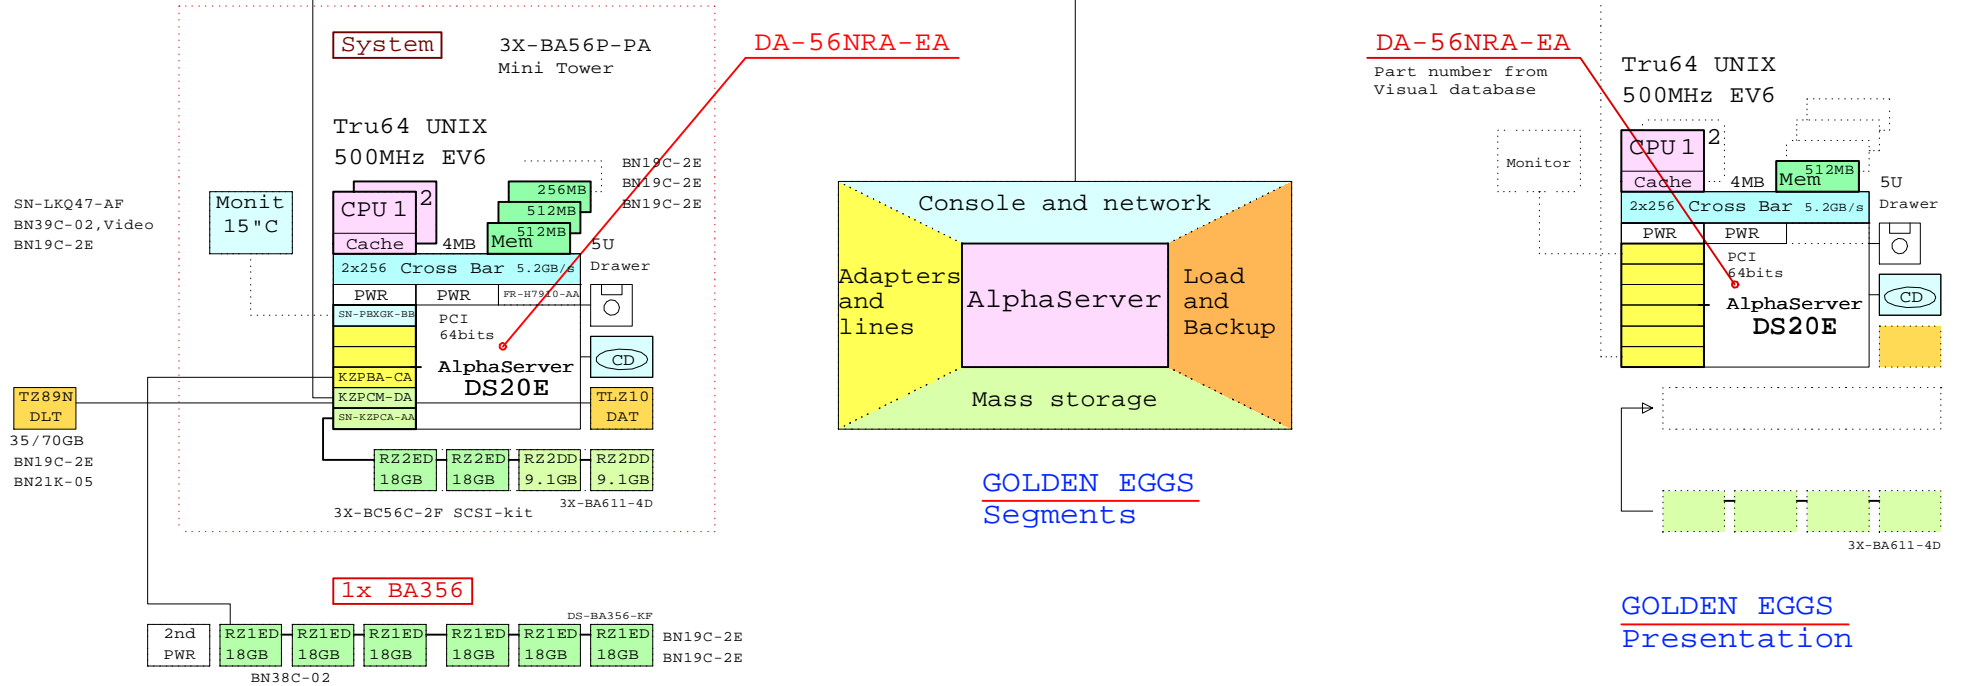 System
3X-BA56P-PA
Mini Tower
DA-56NRA-EA
Tru64 UNIX
500MHz EV6
BN19C-2E
BN19C-2E
BN19C-2E
SN-LKQ47-AF
BN39C-02,Video
BN19C-2E
Monit
15"C
CPU 1
2
Cache
4MB
256MB
512MB
512MB
Mem
5U
Drawer
2x256 Cross Bar 5.2GB/s
PWR
PWR
FR-H7910-AA
SN-PBXGK-BB
PCI
64bits
AlphaServer
DS20E
CD
KZPBA-CA
KZPCM-DA
SN-KZPCA-AA
TZ89N
DLT
35/70GB
BN19C-2E
BN21K-05
TLZ10
DAT
RZ2ED
18GB
RZ2ED
18GB
RZ2DD
9.1GB
RZ2DD
9.1GB
3X-BA611-4D
3X-BC56C-2F SCSI-kit
1x BA356
DS-BA356-KF
2nd
PWR
RZ1ED
18GB
RZ1ED
18GB
RZ1ED
18GB
RZ1ED
18GB
RZ1ED
18GB
RZ1ED
18GB
BN19C-2E
BN19C-2E
BN38C-02
Console and network
Adapters
and
lines
AlphaServer
Load
and
Backup
Mass storage
GOLDEN EGGS
Segments
DA-56NRA-EA
Part number from
Visual database
Tru64 UNIX
500MHz EV6
Monitor
CPU 1
2
Cache
4MB
512MB
Mem
5U
Drawer
2x256 Cross Bar 5.2GB/s
PWR
PWR
PCI
64bits
AlphaServer
DS20E
CD
3X-BA611-4D
GOLDEN EGGS
Presentation